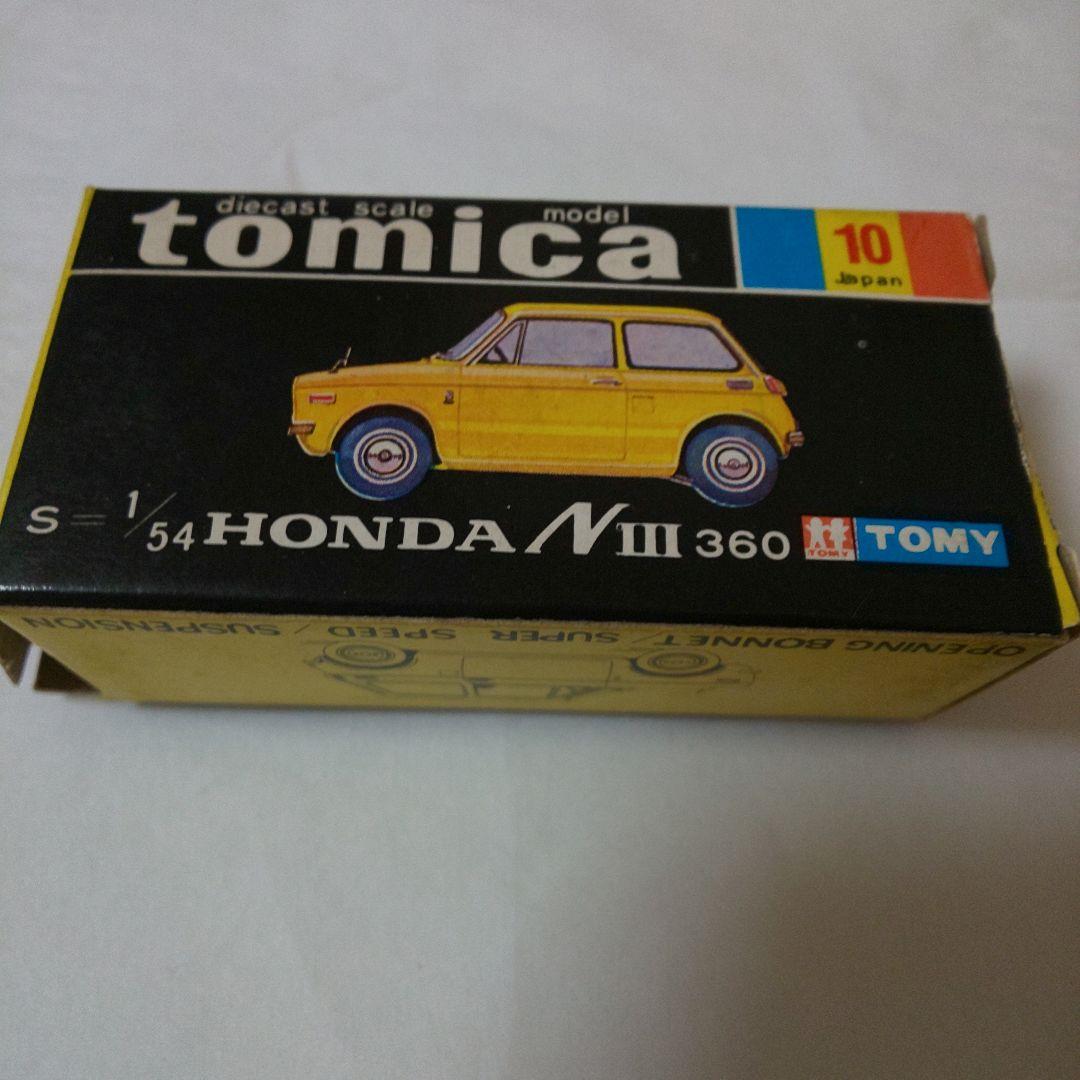 diecast scale model
tomica
10
Japan
S = 1/54 HONDA NIII 360 TOMY TOMY
OPENING BONNET / SUPER SPEED / SUSPENSION